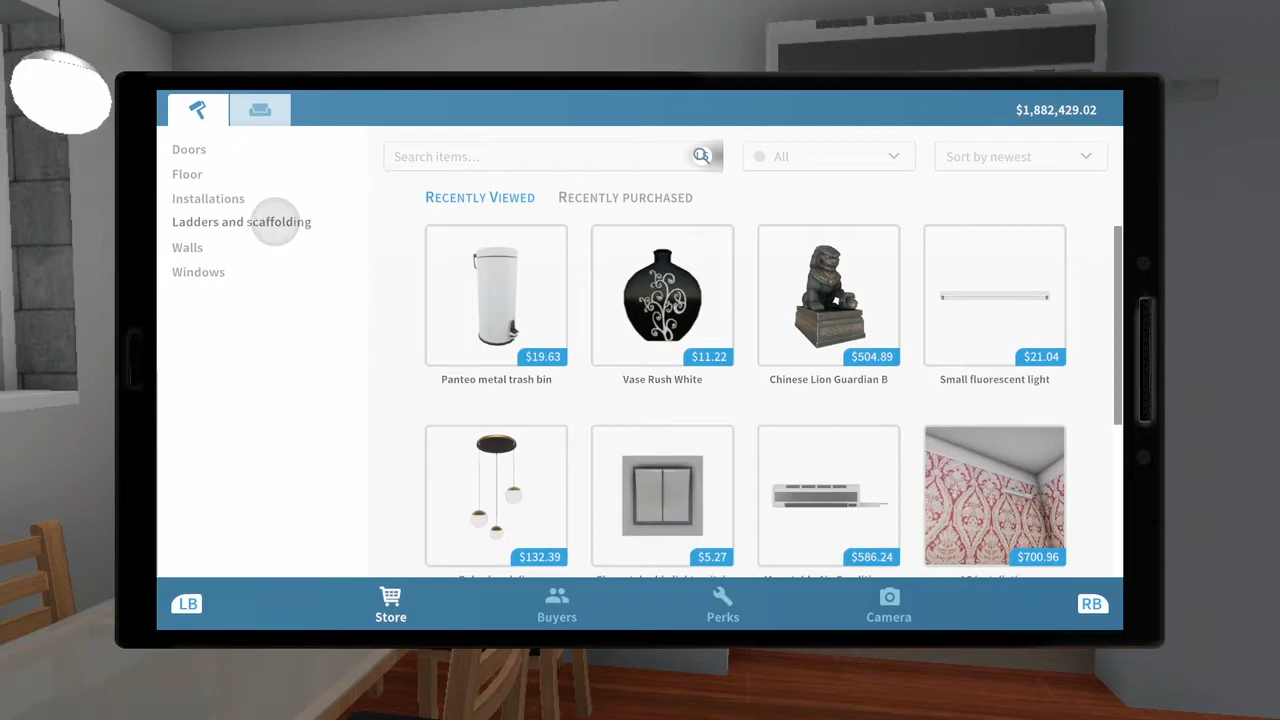 $1,882,429.02
Doors
Floor
Installations
Ladders and scaffolding
Walls
Windows
Search items...
All
Sort by newest
RECENTLY VIEWED
RECENTLY PURCHASED
$19.63
$11.22
$504.89
$21.04
Panteo metal trash bin
Vase Rush White
Chinese Lion Guardian B
Small fluorescent light
$132.39
$5.27
$586.24
$700.96
LB
Store
Buyers
Perks
Camera
RB